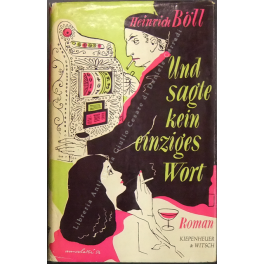 Heinrich Böll
Und
sagte
kein
einziges
Wort
Roman
KIEPENHEUER
& WITSCH